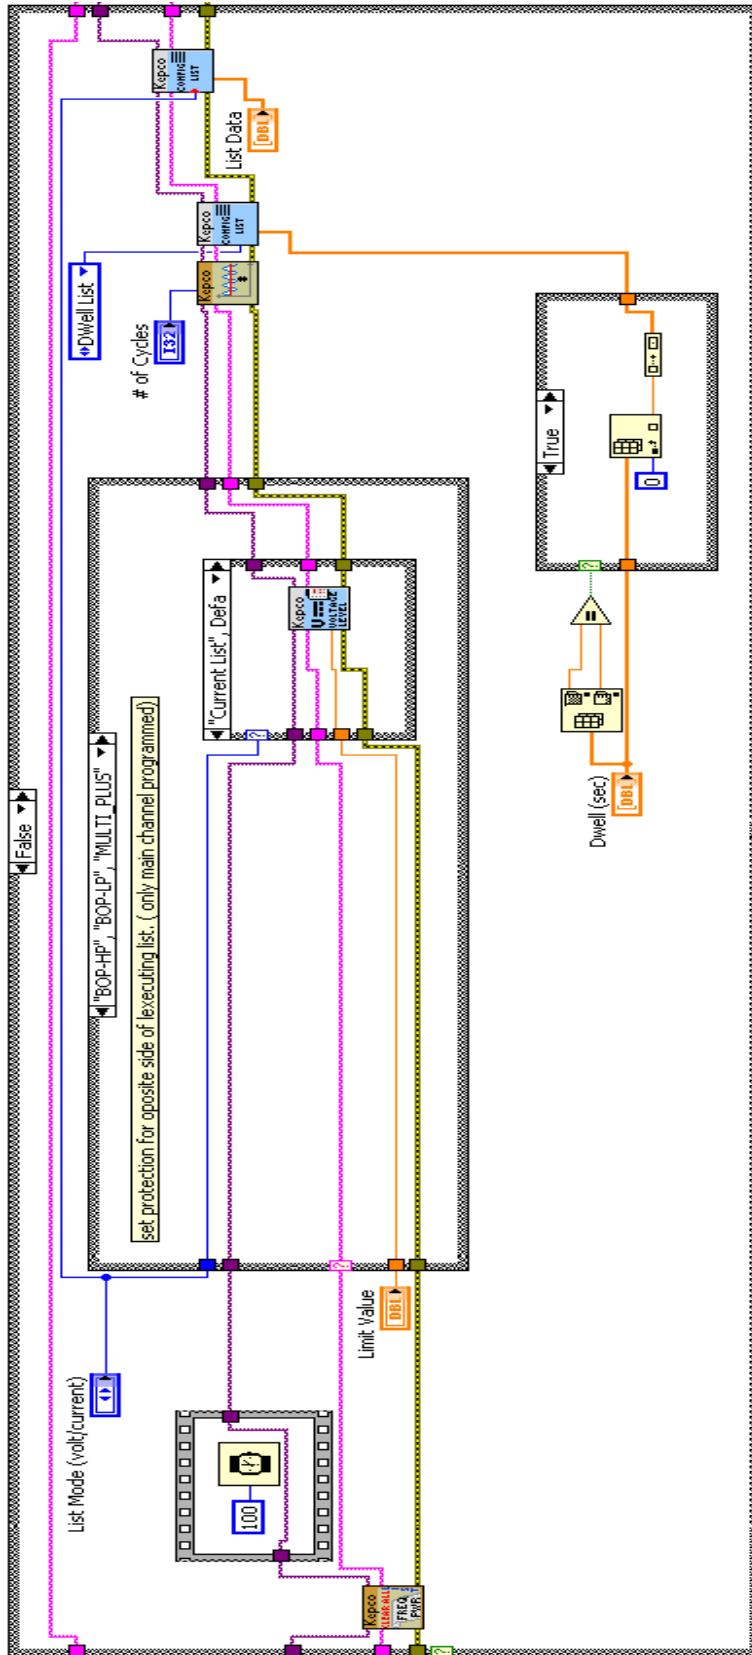 False
List Mode (volt/current)
"BOP-HP", "BOP-LP", "MULTI_PLUS"
set protection for oposite side of lexecuting list. ( only main channel programmed)
"Current List", Defa
# of Cycles
I32
DWell List
Kepco
CONFIG
LIST
Kepco
CONFIG
LIST
List Data
[DBL]
100
Kepco
CLEAR ALL
FREQ
PWR
Limit Value
DBL
Kepco
VOLTAGE
LEVEL
Kepco
Dwell (sec)
[DBL]
True
0